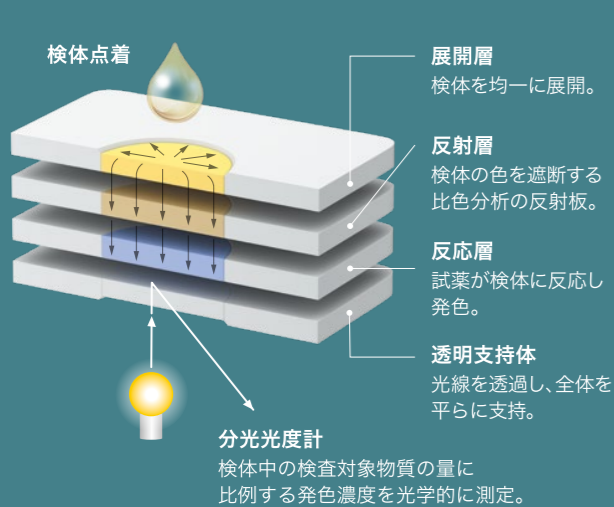 検体点着
展開層
検体を均一に展開。
反射層
検体の色を遮断する
比色分析の反射板。
反応層
試薬が検体に反応し
発色。
透明支持体
光線を透過し、全体を
平らに支持。
分光光度計
検体中の検査対象物質の量に
比例する発色濃度を光学的に測定。